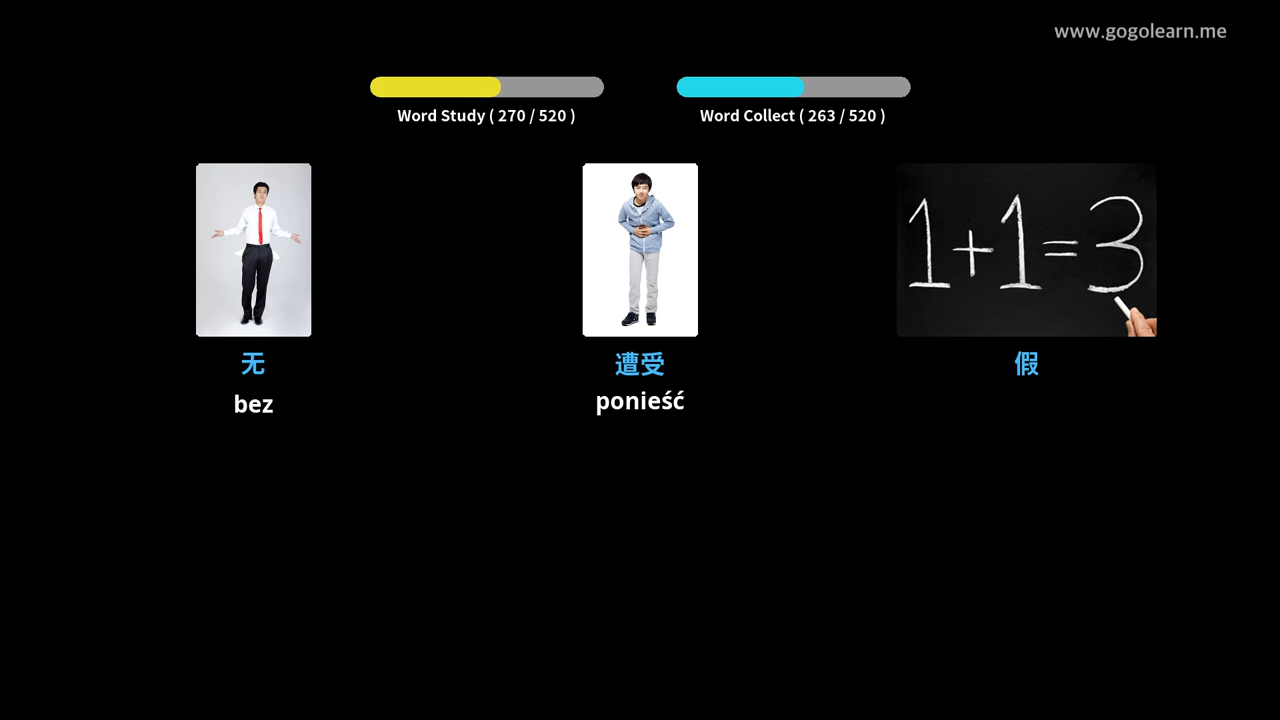 www.gogolearn.me
Word Study ( 270 / 520 )
Word Collect ( 263 / 520 )
1+1=3
无
遭受
假
bez
ponieść